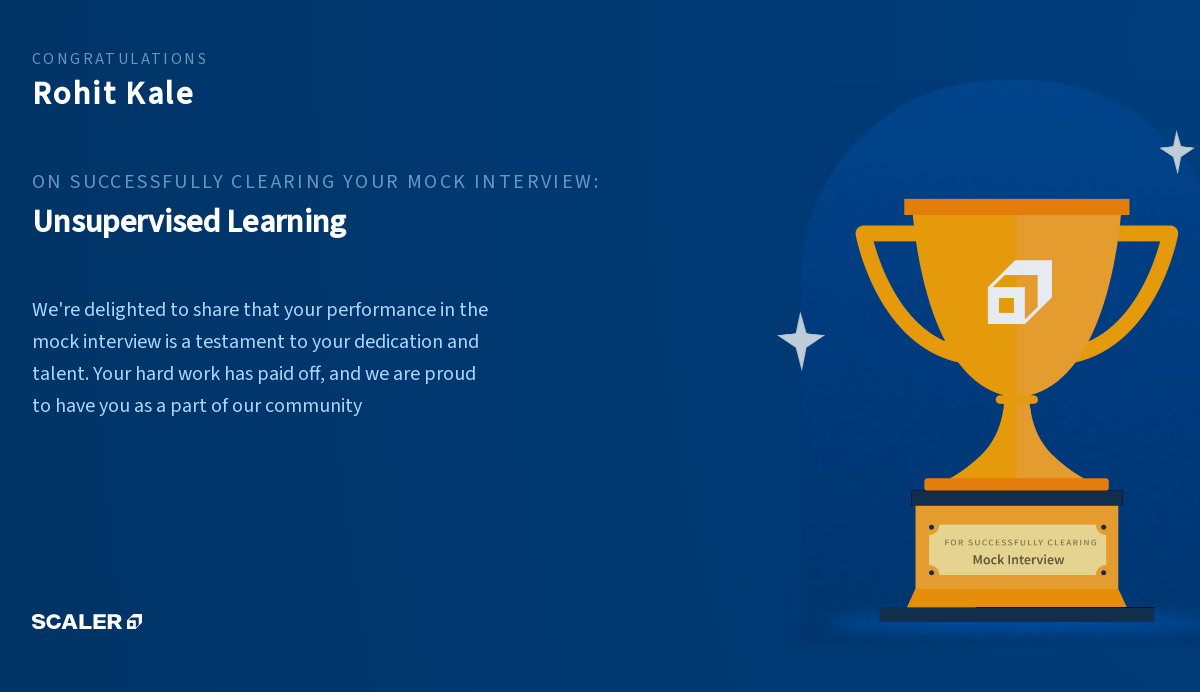 CONGRATULATIONS
Rohit Kale
ON SUCCESSFULLY CLEARING YOUR MOCK INTERVIEW:
Unsupervised Learning
We're delighted to share that your performance in the
mock interview is a testament to your dedication and
talent. Your hard work has paid off, and we are proud
to have you as a part of our community
FOR SUCCESSFULLY CLEARING
Mock Interview
SCALER